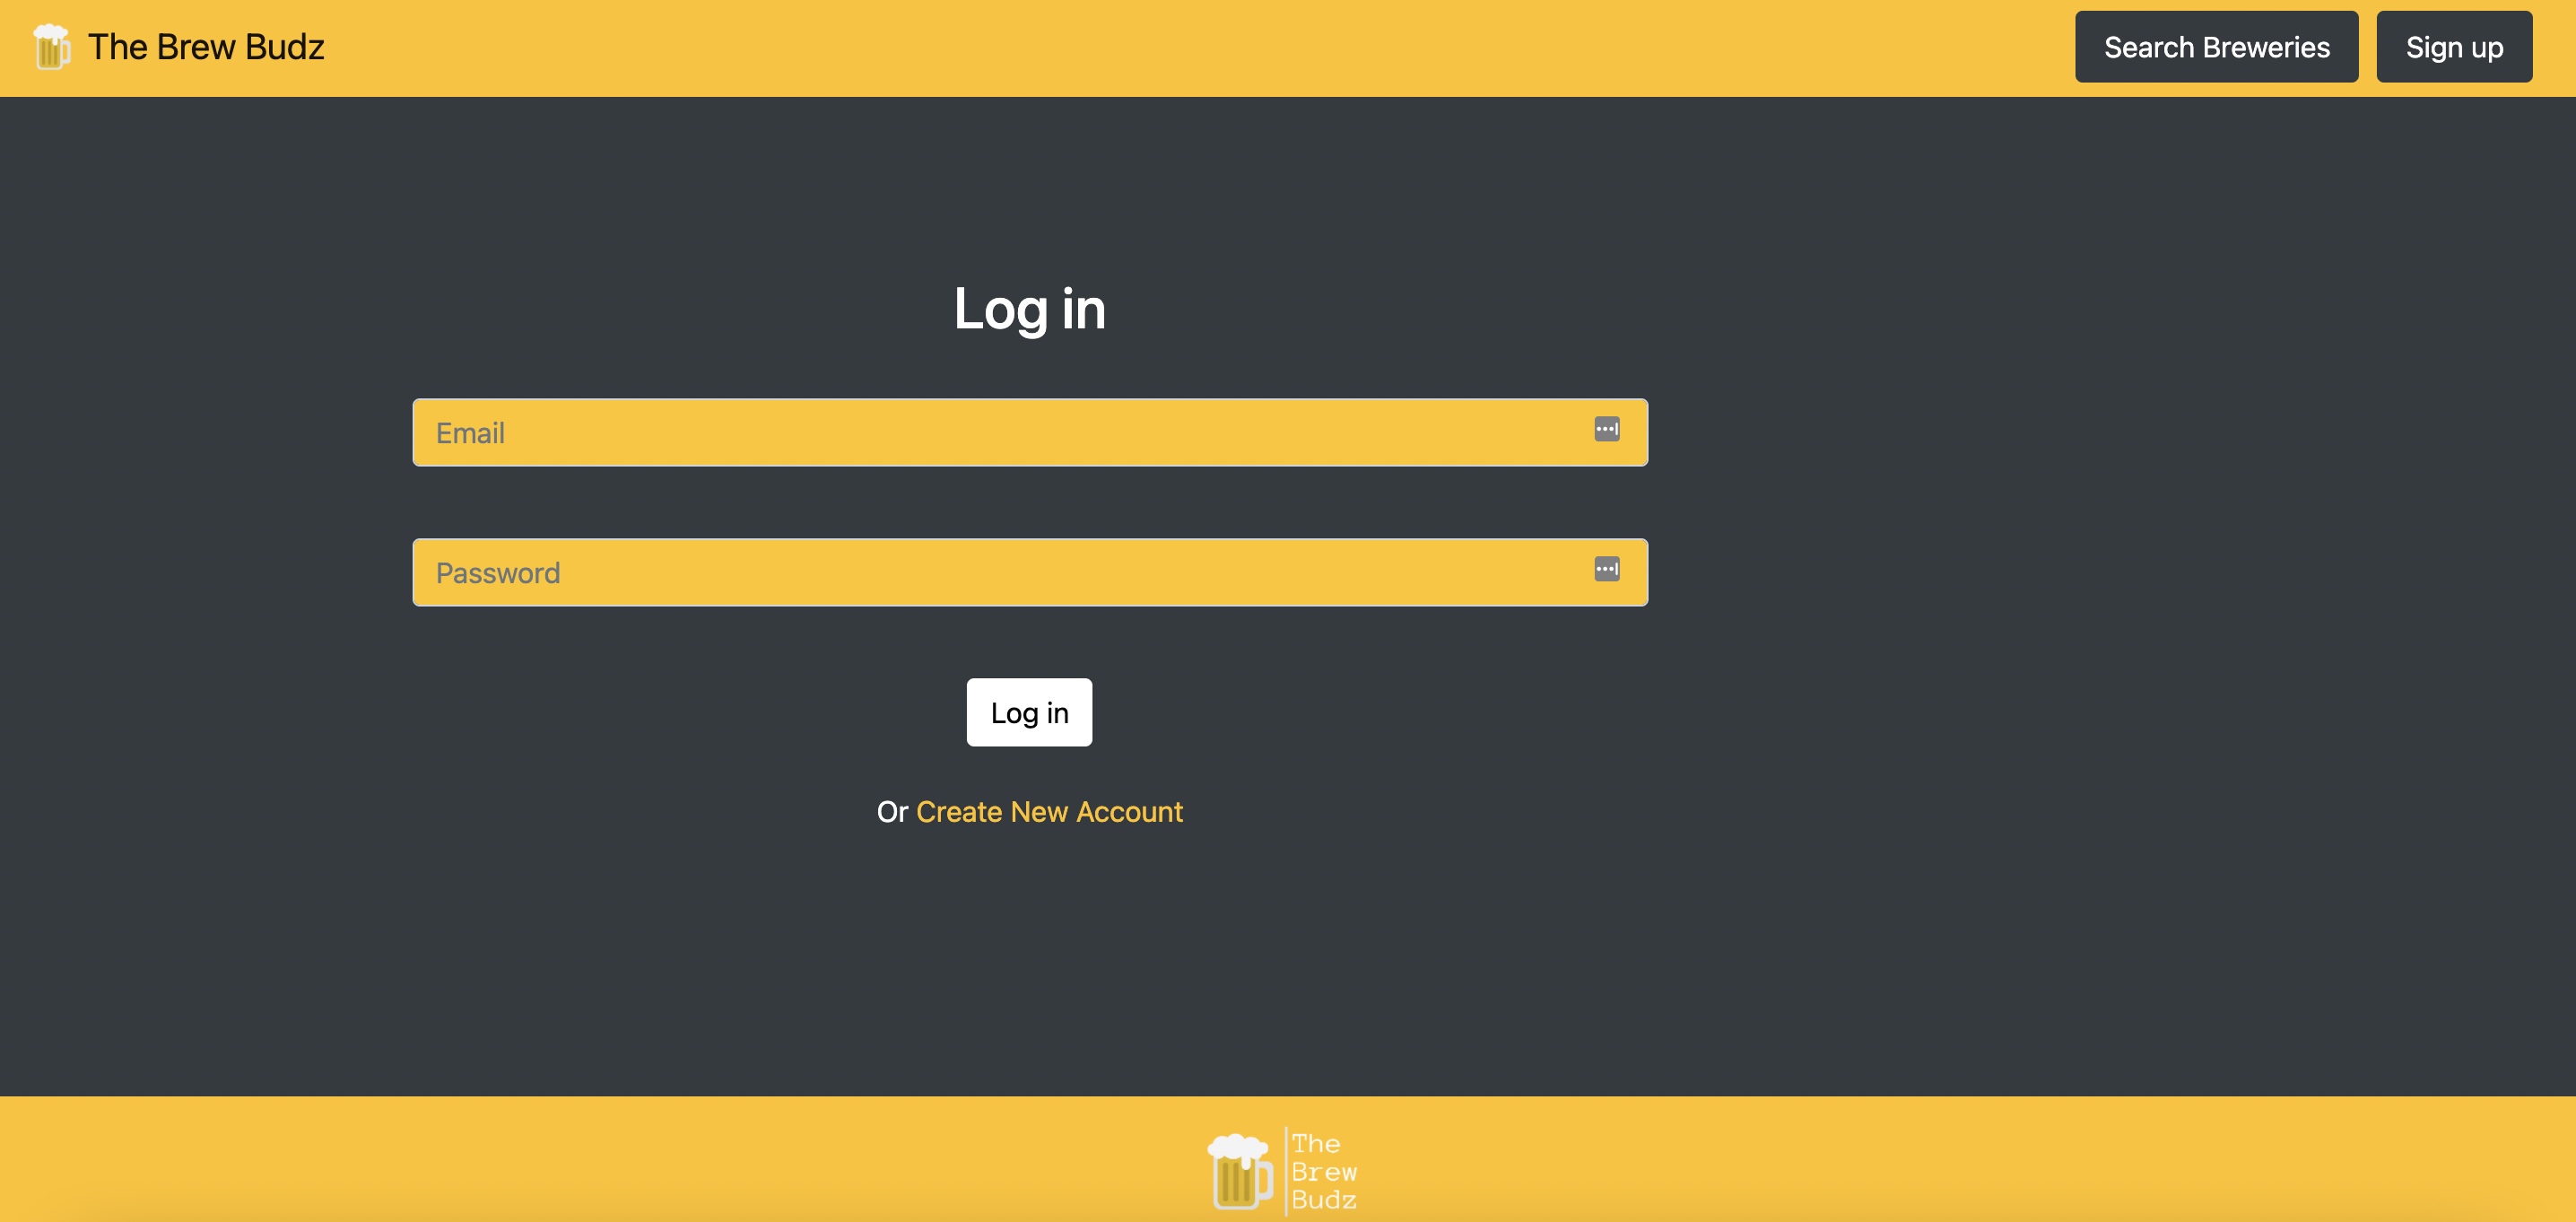 The Brew Budz
Search Breweries
Sign up
Log in
Email
Password
Log in
Or Create New Account
The
Brew
Budz